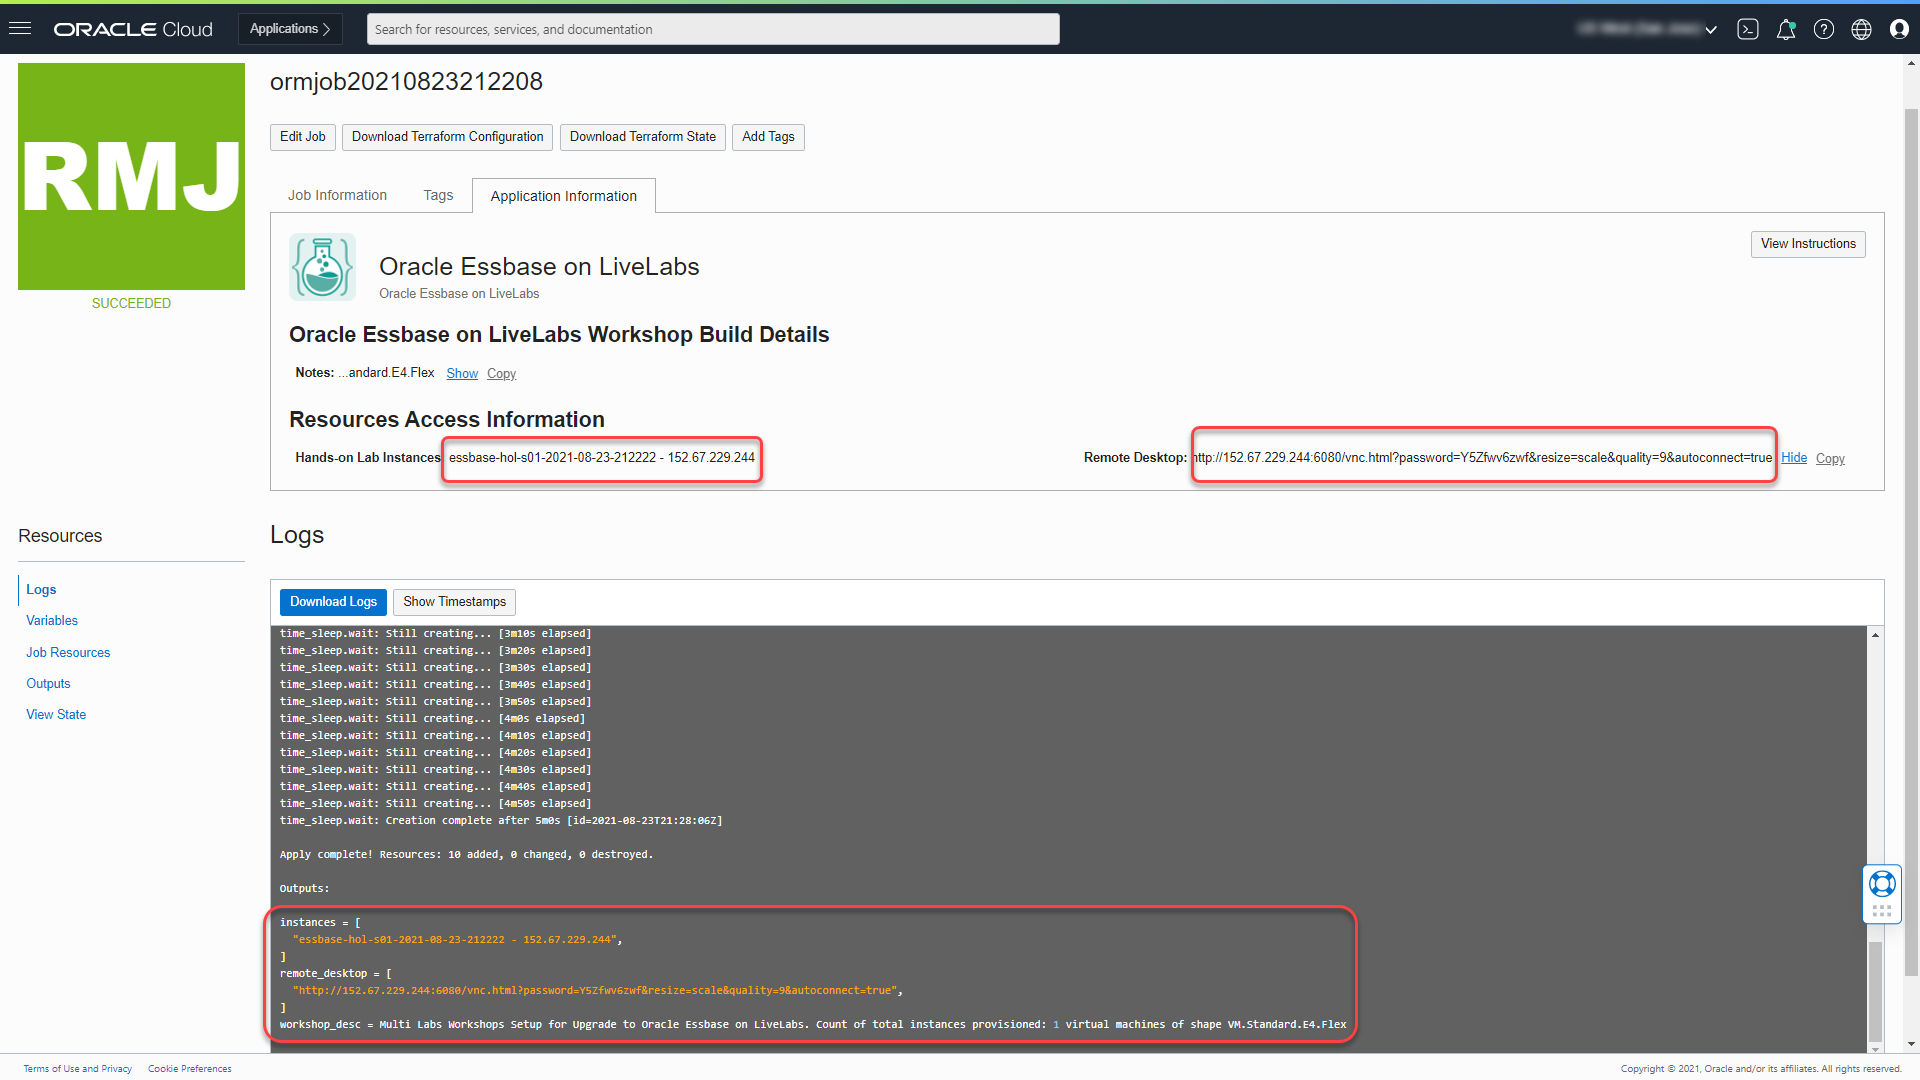 ORACLE Cloud
Applications
Search for resources, services, and documentation
RMJ
SUCCEEDED
ormjob20210823212208
Edit Job
Download Terraform Configuration
Download Terraform State
Add Tags
Job Information
Tags
Application Information
View Instructions
Oracle Essbase on LiveLabs
Oracle Essbase on LiveLabs
Oracle Essbase on LiveLabs Workshop Build Details
Notes: ...andard.E4.Flex Show Copy
Resources Access Information
Hands-on Lab Instances essbase-hol-s01-2021-08-23-212222 - 152.67.229.244
Remote Desktop: http://152.67.229.244:6080/vnc.html?password=Y5Zfwv6zwf&resize=scale&quality=9&autoconnect=true Hide Copy
Resources
Logs
Variables
Job Resources
Outputs
View State
Logs
Download Logs
Show Timestamps
time_sleep.wait: Still creating... [3m10s elapsed]
time_sleep.wait: Still creating... [3m20s elapsed]
time_sleep.wait: Still creating... [3m30s elapsed]
time_sleep.wait: Still creating... [3m40s elapsed]
time_sleep.wait: Still creating... [3m50s elapsed]
time_sleep.wait: Still creating... [4m0s elapsed]
time_sleep.wait: Still creating... [4m10s elapsed]
time_sleep.wait: Still creating... [4m20s elapsed]
time_sleep.wait: Still creating... [4m30s elapsed]
time_sleep.wait: Still creating... [4m40s elapsed]
time_sleep.wait: Still creating... [4m50s elapsed]
time_sleep.wait: Creation complete after 5m0s [id=2021-08-23T21:28:06Z]
Apply complete! Resources: 10 added, 0 changed, 0 destroyed.
Outputs:
instances = [
"essbase-hol-s01-2021-08-23-212222 - 152.67.229.244",
]
remote_desktop = [
"http://152.67.229.244:6080/vnc.html?password=Y5Zfwv6zwf&resize=scale&quality=9&autoconnect=true",
]
workshop_desc = Multi Labs Workshops Setup for Upgrade to Oracle Essbase on LiveLabs. Count of total instances provisioned: 1 virtual machines of shape VM.Standard.E4.Flex
Terms of Use and Privacy
Cookie Preferences
Copyright © 2021, Oracle and/or its affiliates. All rights reserved.